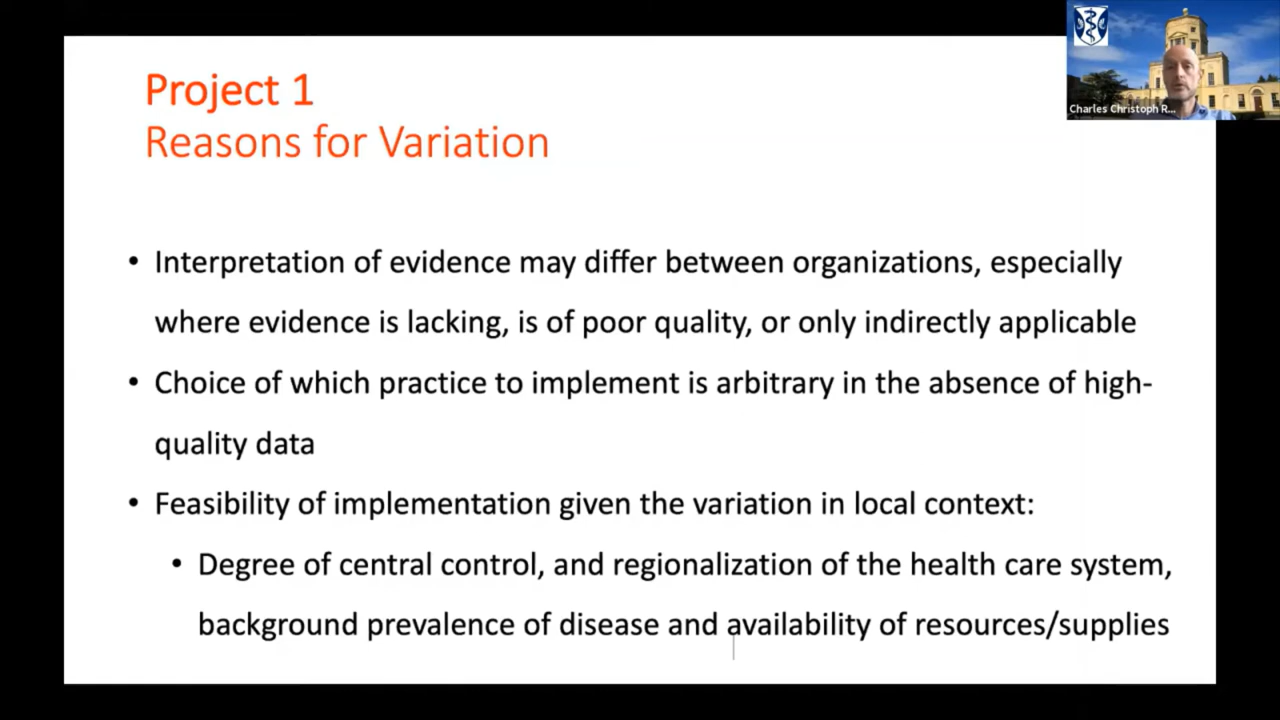 Project 1
Reasons for Variation
• Interpretation of evidence may differ between organizations, especially
where evidence is lacking, is of poor quality, or only indirectly applicable
• Choice of which practice to implement is arbitrary in the absence of high-
quality data
• Feasibility of implementation given the variation in local context:
• Degree of central control, and regionalization of the health care system,
background prevalence of disease and availability of resources/supplies
Charles Christoph R...